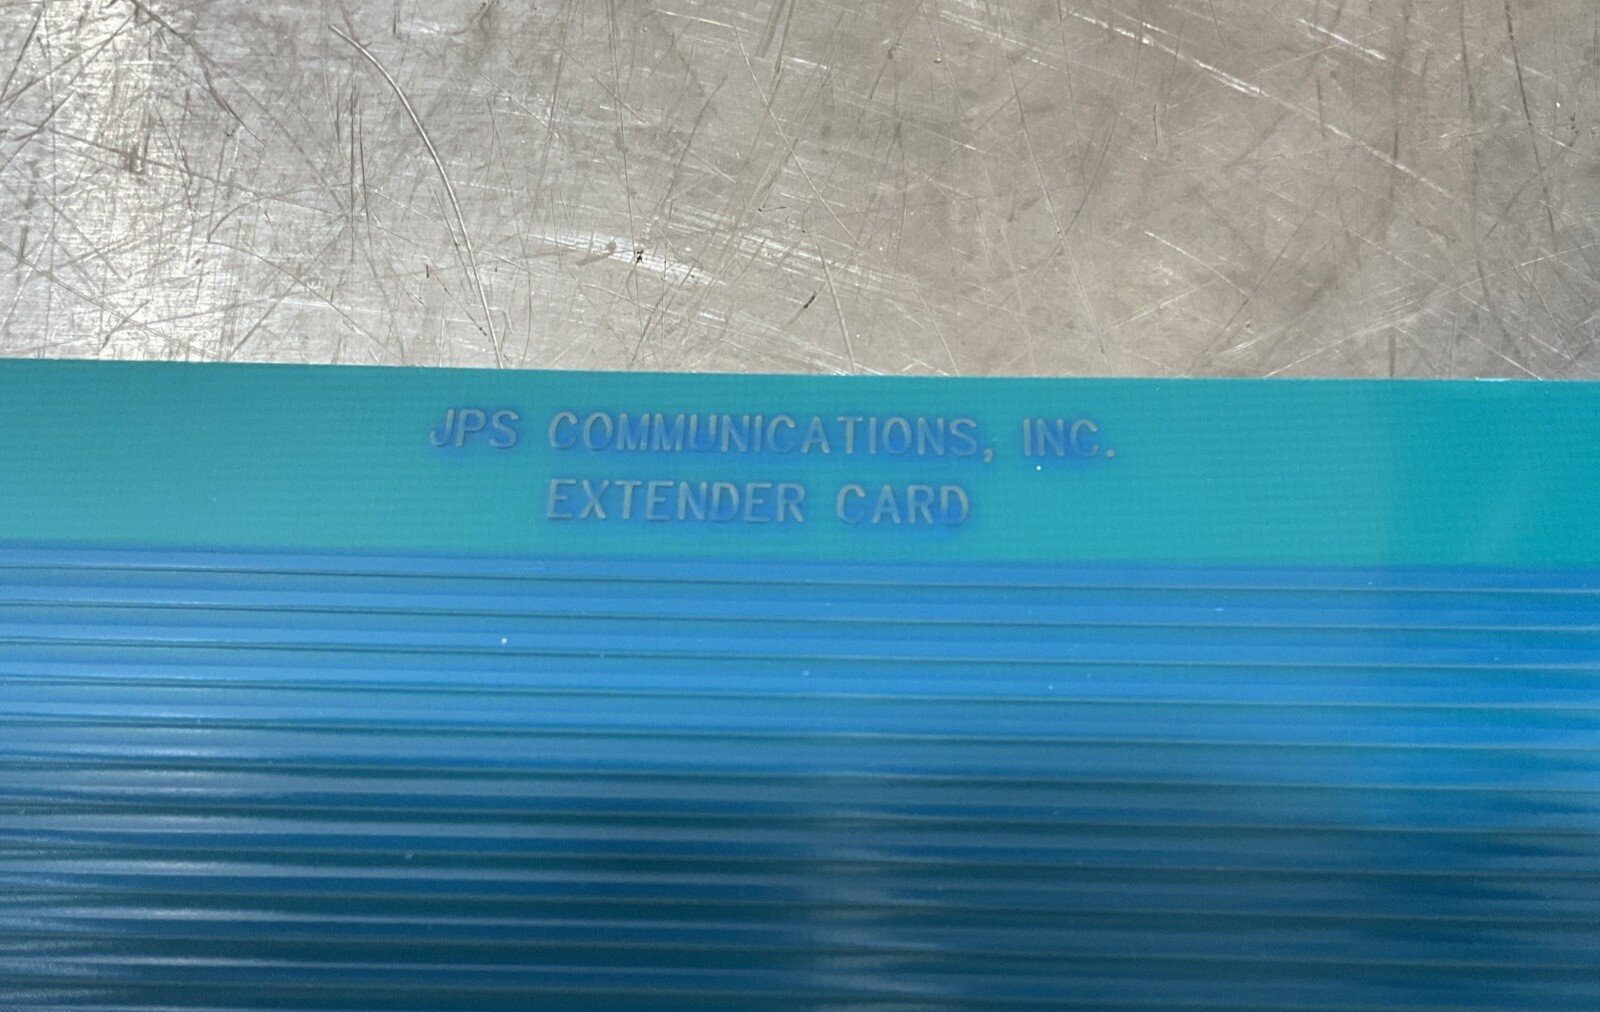 JPS COMMUNICATIONS, INC.
EXTENDER CARD